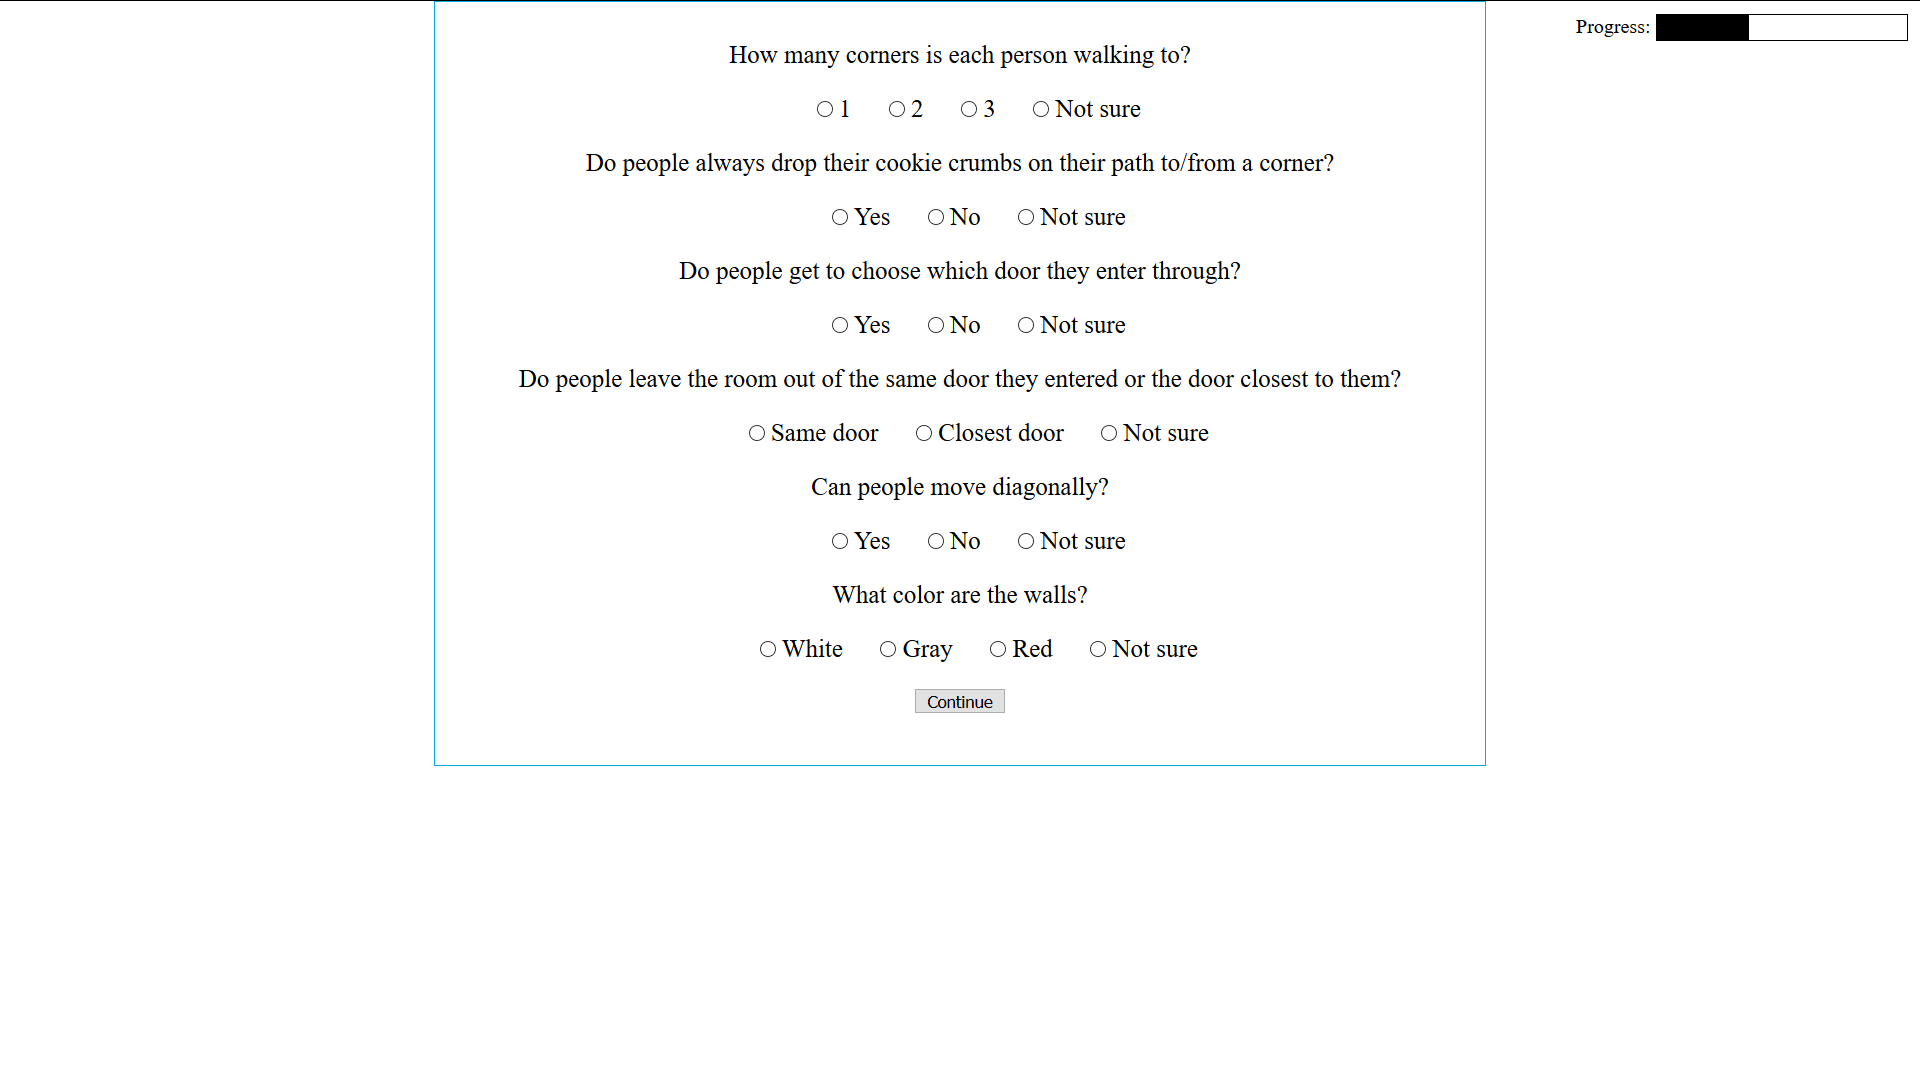 Progress:
How many corners is each person walking to?
1 2 3 Not sure
Do people always drop their cookie crumbs on their path to/from a corner?
Yes No Not sure
Do people get to choose which door they enter through?
Yes No Not sure
Do people leave the room out of the same door they entered or the door closest to them?
Same door Closest door Not sure
Can people move diagonally?
Yes No Not sure
What color are the walls?
White Gray Red Not sure
Continue